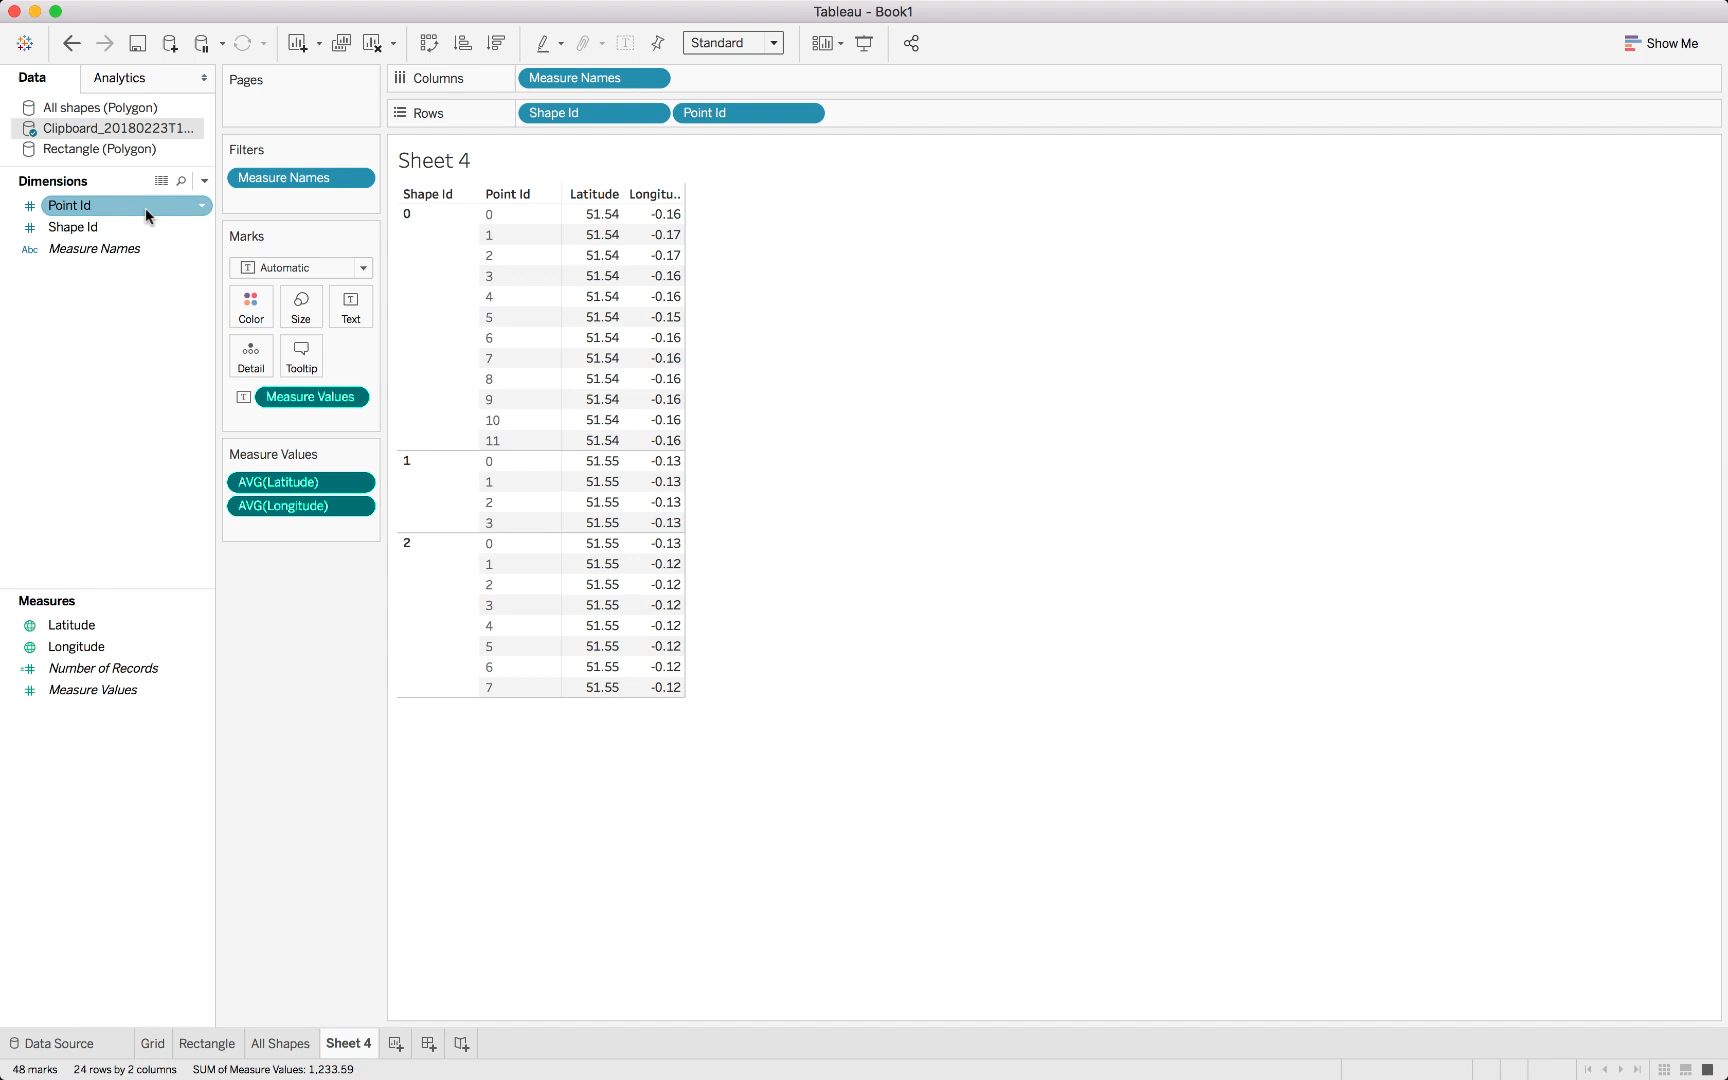 Tableau - Book1
Standard
Show Me
Data
Analytics
All shapes (Polygon)
Clipboard_20180223T1...
Rectangle (Polygon)
Dimensions
Point Id
Shape Id
Abc Measure Names
Measures
Latitude
Longitude
Number of Records
Measure Values
Pages
Filters
Measure Names
Marks
Automatic
Color Size Text
Detail Tooltip
Measure Values
Measure Values
AVG(Latitude)
AVG(Longitude)
Columns Measure Names
Rows Shape Id Point Id
Sheet 4
Shape Id Point Id Latitude Longitu..
0 0 51.54 -0.16
1 51.54 -0.17
2 51.54 -0.17
3 51.54 -0.16
4 51.54 -0.16
5 51.54 -0.15
6 51.54 -0.16
7 51.54 -0.16
8 51.54 -0.16
9 51.54 -0.16
10 51.54 -0.16
11 51.54 -0.16
1 0 51.55 -0.13
1 51.55 -0.13
2 51.55 -0.13
3 51.55 -0.13
2 0 51.55 -0.13
1 51.55 -0.12
2 51.55 -0.12
3 51.55 -0.12
4 51.55 -0.12
5 51.55 -0.12
6 51.55 -0.12
7 51.55 -0.12
Data Source Grid Rectangle All Shapes Sheet 4
48 marks 24 rows by 2 columns SUM of Measure Values: 1,233.59